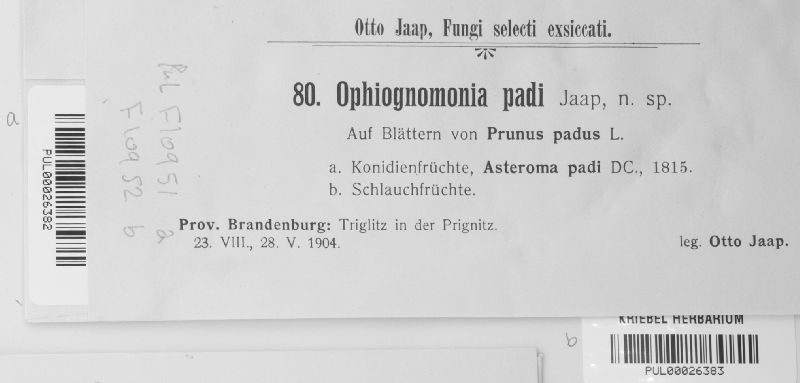 Otto Jaap, Fungi selecti exsiccati.
80. Ophiognomonia padi Jaap, n. sp.
Auf Blättern von Prunus padus L.
a. Konidienfrüchte, Asteroma padi DC., 1815.
b. Schlauchfrüchte.
Prov. Brandenburg: Triglitz in der Prignitz.
23. VIII., 28. V. 1904.
leg. Otto Jaap.
a
PUL00026382
Pul F10951 a
F10952 b
b
KRIEBEL HERBARIUM
PUL00026383